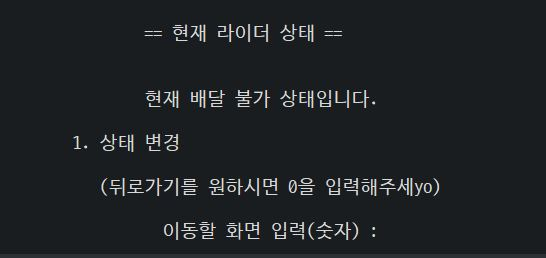 == 현재 라이더 상태 ==
현재 배달 불가 상태입니다.
1. 상태 변경
(뒤로가기를 원하시면 0을 입력해주세yo)
이동할 화면 입력(숫자) :